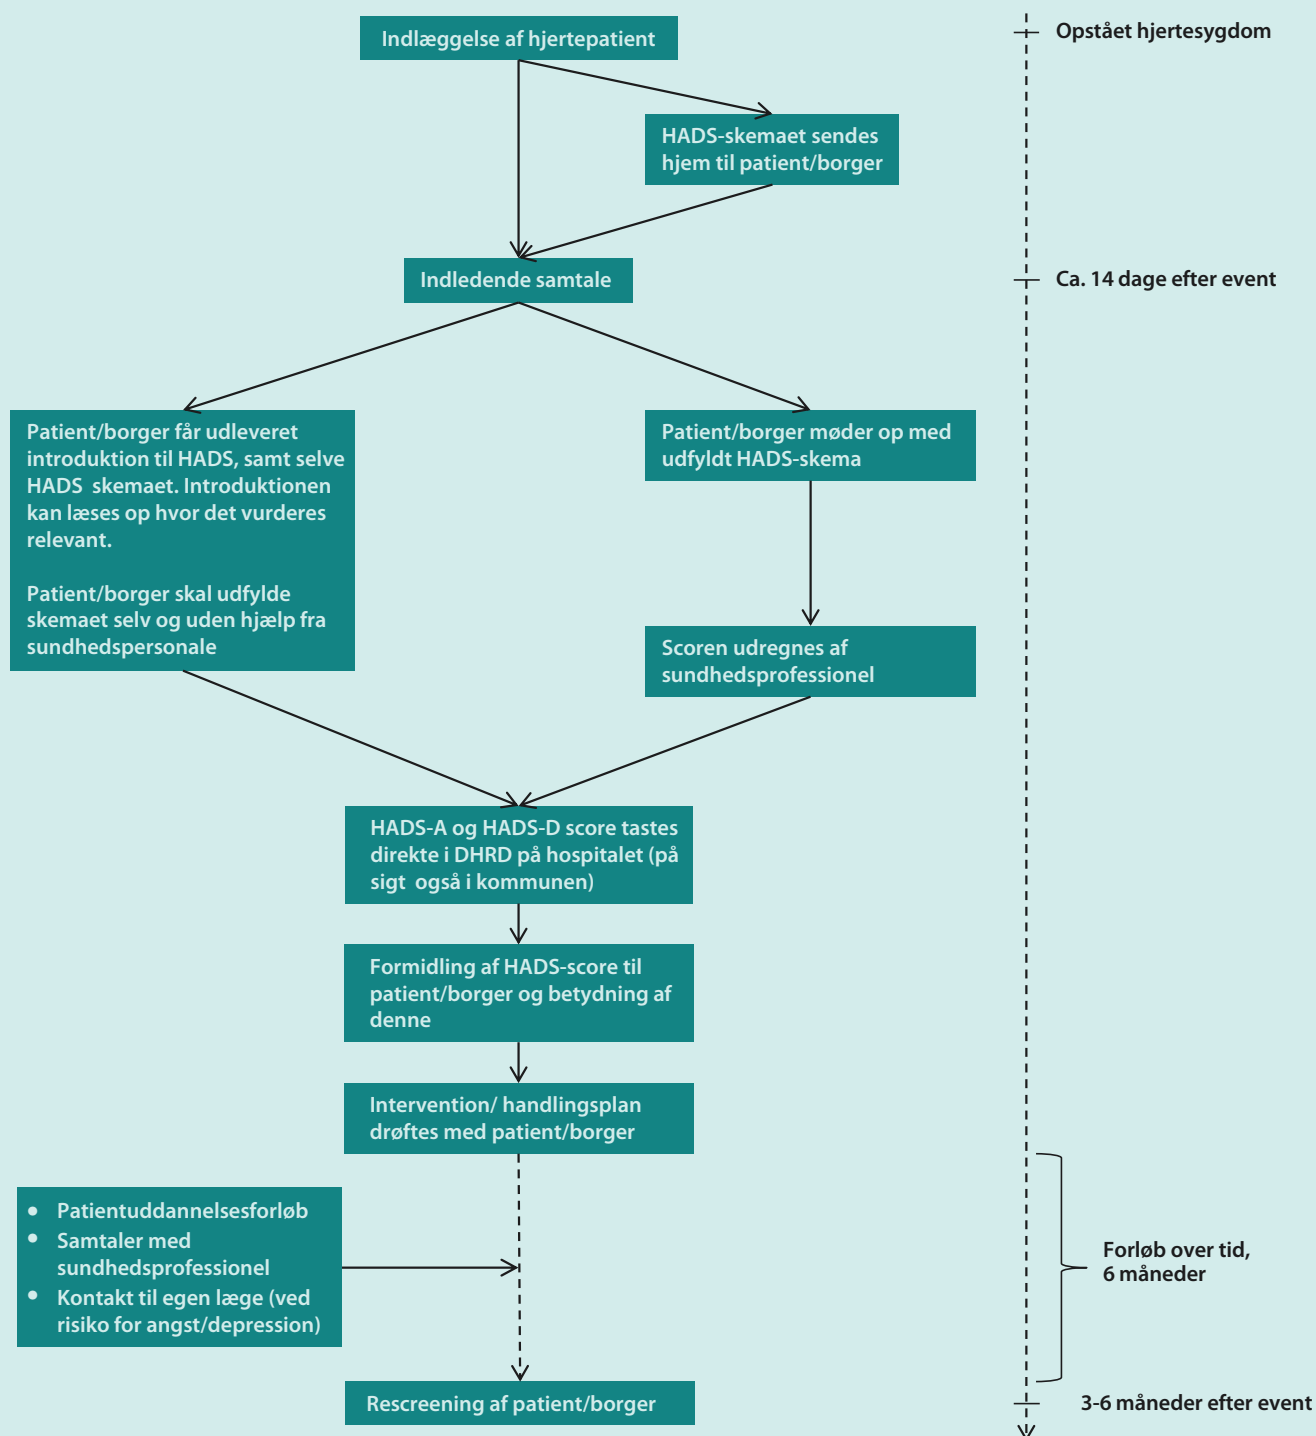 Indlæggelse af hjertepatient
Opstået hjertesygdom
HADS-skemaet sendes
hjem til patient/borger
Indledende samtale
Ca. 14 dage efter event
Patient/borger får udleveret
introduktion til HADS, samt selve
HADS skemaet. Introduktionen
kan læses op hvor det vurderes
relevant.
Patient/borger skal udfylde
skemaet selv og uden hjælp fra
sundhedspersonale
Patient/borger møder op med
udfyldt HADS-skema
Scoren udregnes af
sundhedsprofessionel
HADS-A og HADS-D score tastes
direkte i DHRD på hospitalet (på
sigt også i kommunen)
Formidling af HADS-score til
patient/borger og betydning af
denne
Intervention/ handlingsplan
drøftes med patient/borger
• Patientuddannelsesforløb
• Samtaler med
sundhedsprofessionel
• Kontakt til egen læge (ved
risiko for angst/depression)
Forløb over tid,
6 måneder
Rescreening af patient/borger
3-6 måneder efter event